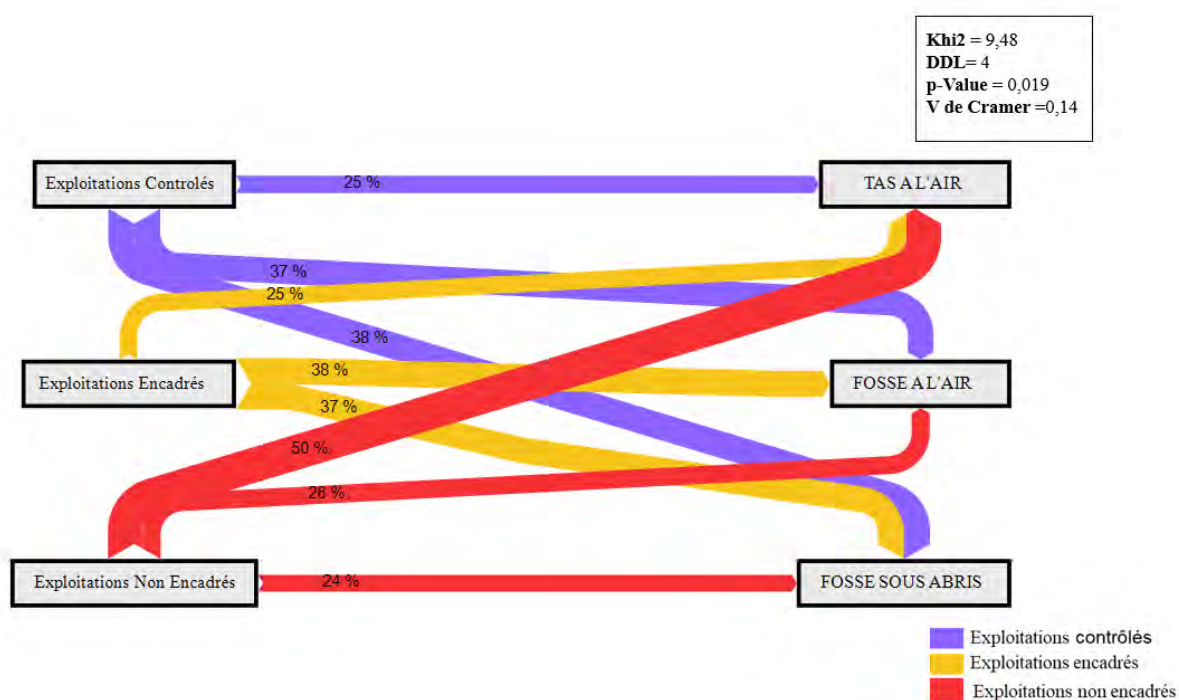 Khi2 = 9,48
DDL= 4
p-Value = 0,019
V de Cramer =0,14
Exploitations Controlés
25 %
TAS A L'AIR
37 %
25 %
38 %
Exploitations Encadrés
38 %
FOSSE A L'AIR
37 %
50 %
26 %
Exploitations Non Encadrés
24 %
FOSSE SOUS ABRIS
Exploitations contrôlés
Exploitations encadrés
Exploitations non encadrés